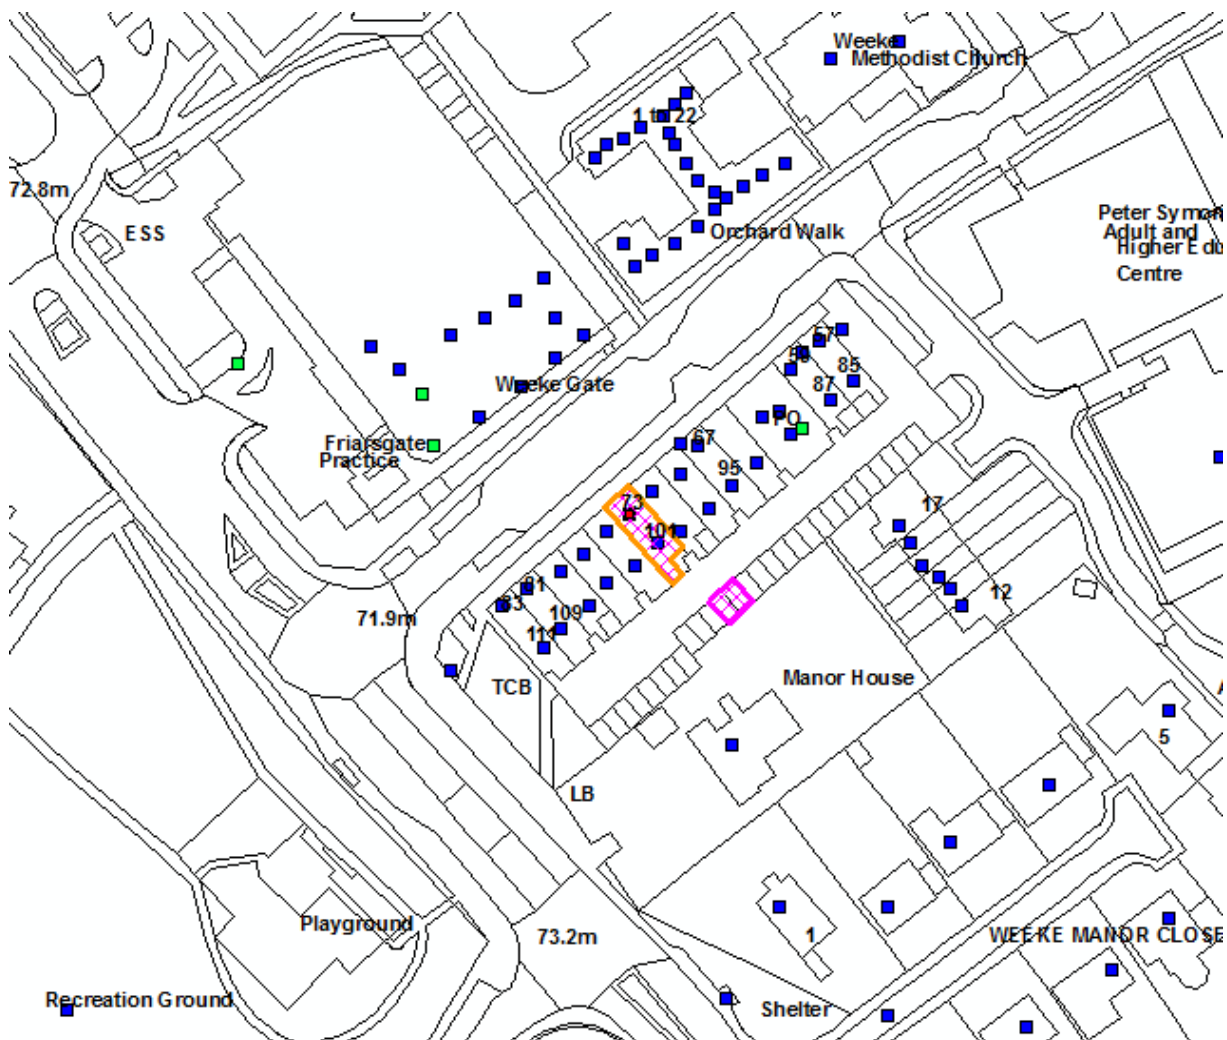 Weeke
Methodist Church
1 to 22
72.8m
ESS
Orchard Walk
Peter Symon
Adult and
Higher Edu
Centre
57
59
85
87
Weeke Gate
PO
67
Friarsgate
Practice
95
73
101
17
81
83
109
12
71.9m
111
TCB
Manor House
5
LB
Playground
73.2m
1
WEEKE MANOR CLOSE
Recreation Ground
Shelter